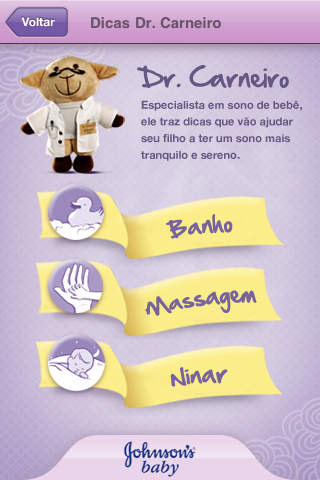 Voltar
Dicas Dr. Carneiro
Dr. Carneiro
Especialista em sono de bebê,
ele traz dicas que vão ajudar
seu filho a ter um sono mais
tranquilo e sereno.
Banho
Massagem
Ninar
Johnson's
baby